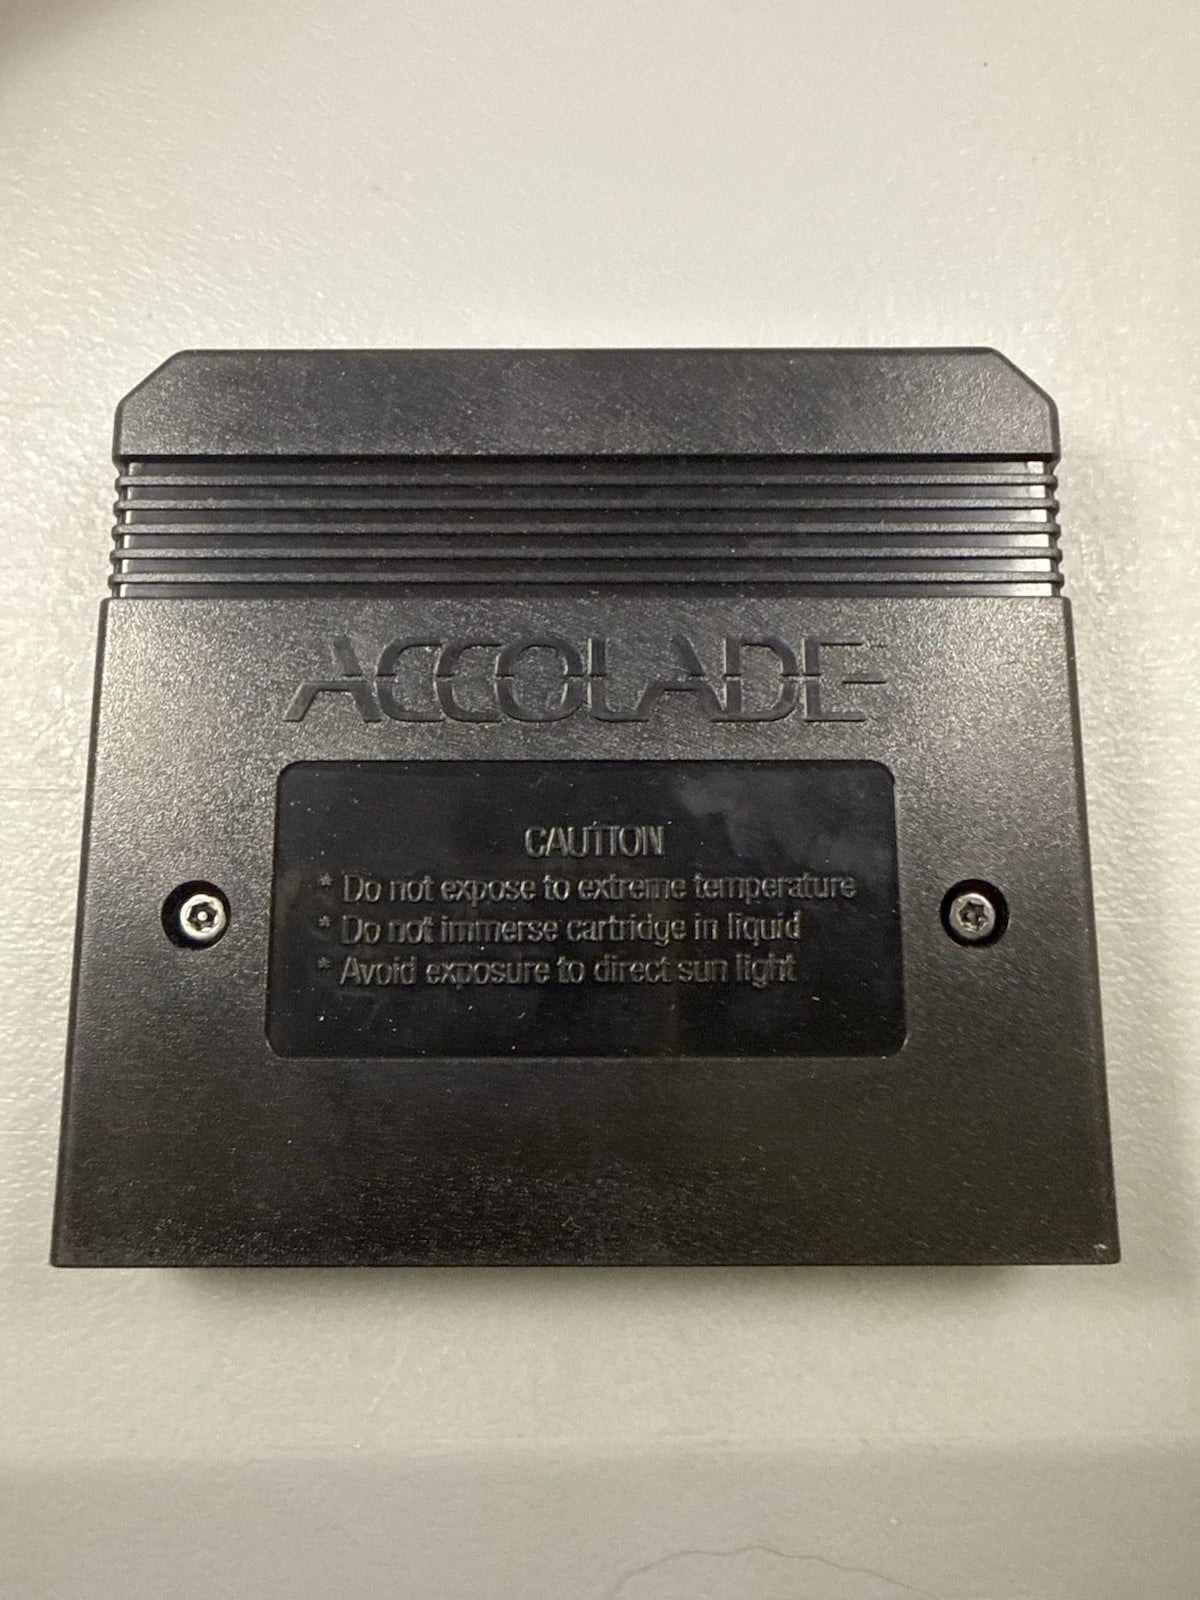 ACCOLADE
CAUTION
* Do not expose to extreme temperature
* Do not immerse cartridge in liquid
* Avoid exposure to direct sun light